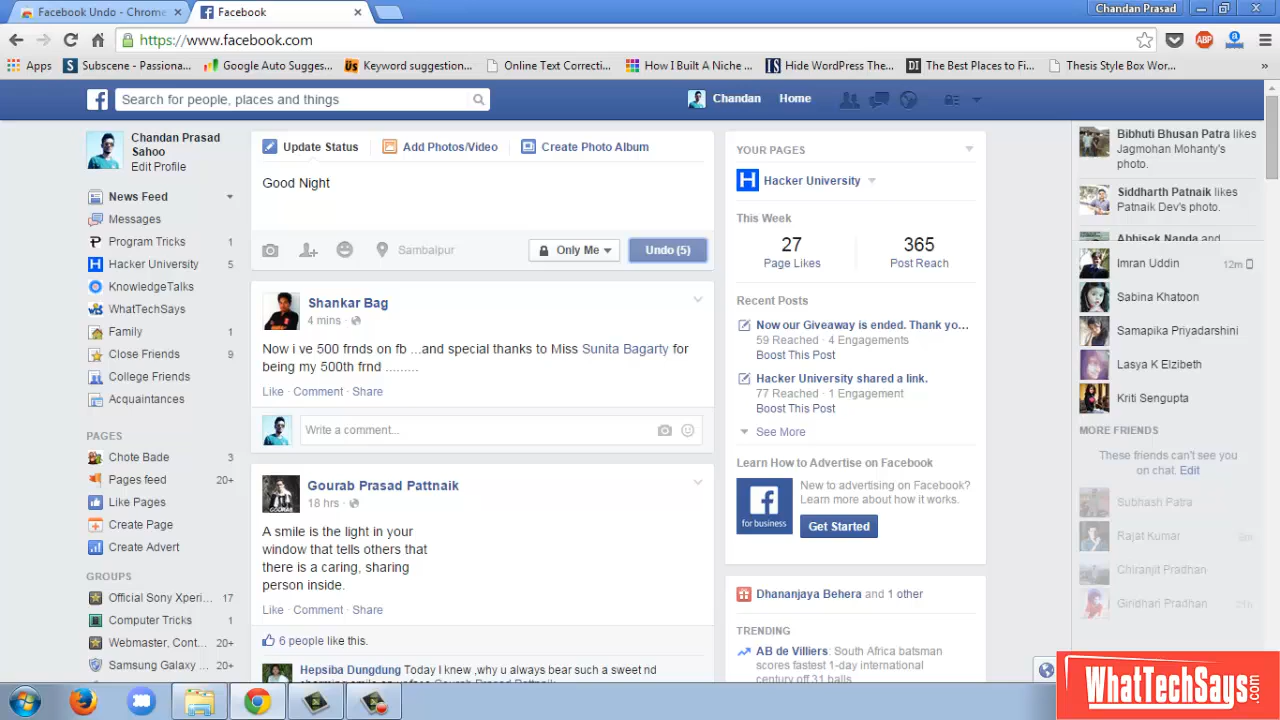 Facebook Undo - Chrome
Facebook
Chandan Prasad
https://www.facebook.com
ABP
Apps
Subscene - Passiona...
Google Auto Sugges...
Keyword suggestion...
Online Text Correcti...
How I Built A Niche ...
Hide WordPress The...
The Best Places to Fi...
Thesis Style Box Wor...
»
Search for people, places and things
Chandan
Home
Chandan Prasad
Sahoo
Edit Profile
News Feed
Messages
Program Tricks 1
Hacker University 5
KnowledgeTalks
WhatTechSays
Family 1
Close Friends 9
College Friends
Acquaintances
PAGES
Chote Bade 3
Pages feed 20+
Like Pages
Create Page
Create Advert
GROUPS
Official Sony Xperi... 17
Computer Tricks 1
Webmaster, Cont... 20+
Samsung Galaxy ... 20+
Update Status
Add Photos/Video
Create Photo Album
Good Night
Sambalpur
Only Me
Undo (5)
Shankar Bag
4 mins ·
Now i ve 500 frnds on fb ...and special thanks to Miss Sunita Bagarty for
being my 500th frnd .........
Like · Comment · Share
Write a comment...
Gourab Prasad Pattnaik
18 hrs ·
A smile is the light in your
window that tells others that
there is a caring, sharing
person inside.
Like · Comment · Share
6 people like this.
Hepsiba Dungdung Today I knew ,why u always bear such a sweet nd
YOUR PAGES
Hacker University
This Week
27
Page Likes
365
Post Reach
Recent Posts
Now our Giveaway is ended. Thank yo...
59 Reached · 4 Engagements
Boost This Post
Hacker University shared a link.
77 Reached · 1 Engagement
Boost This Post
See More
Learn How to Advertise on Facebook
for business
New to advertising on Facebook?
Learn more about how it works.
Get Started
Dhananjaya Behera and 1 other
TRENDING
AB de Villiers: South Africa batsman
scores fastest 1-day international
century off 31 balls
Bibhuti Bhusan Patra likes
Jagmohan Mohanty's
photo.
Siddharth Patnaik likes
Patnaik Dev's photo.
Abhisek Nanda and
Imran Uddin 12m
Sabina Khatoon
Samapika Priyadarshini
Lasya K Elzibeth
Kriti Sengupta
MORE FRIENDS
These friends can't see you
on chat. Edit
Subhash Patra
Rajat Kumar
Chiranjit Pradhan
Giridhari Pradhan
WhatTechSays.com